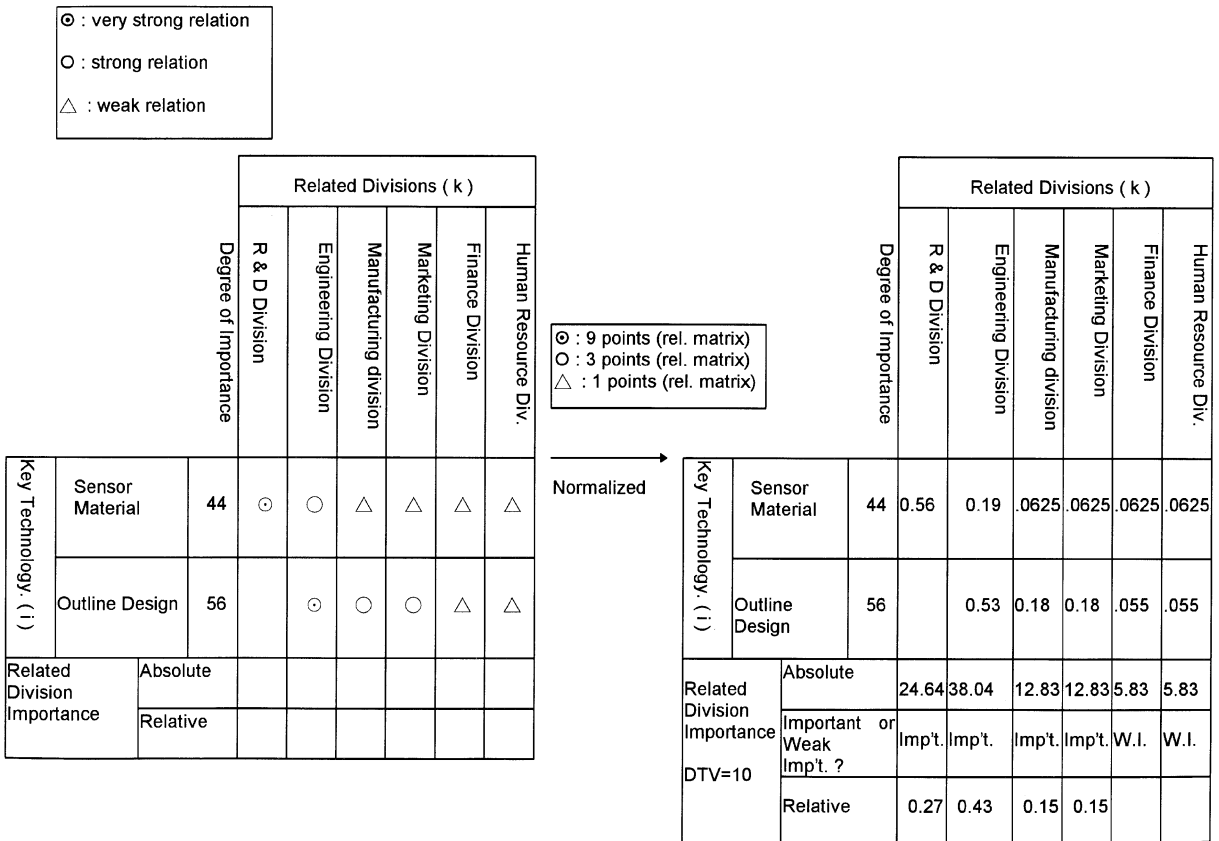 ⊙ : very strong relation
○ : strong relation
△ : weak relation
Related Divisions ( k )
Degree of Importance
R & D Division
Engineering Division
Manufacturing division
Marketing Division
Finance Division
Human Resource Div.
Key Technology. ( i )
Sensor
Material
44 ⊙ ○ △ △ △ △
Outline Design 56 ⊙ ○ ○ △ △
Related
Division
Importance
Absolute
Relative
⊙ : 9 points (rel. matrix)
○ : 3 points (rel. matrix)
△ : 1 points (rel. matrix)
Normalized
Related Divisions ( k )
Degree of Importance
R & D Division
Engineering Division
Manufacturing division
Marketing Division
Finance Division
Human Resource Div.
Key Technology. ( i )
Sensor
Material
44 0.56 0.19 .0625 .0625 .0625 .0625
Outline
Design
56 0.53 0.18 0.18 .055 .055
Related
Division
Importance
DTV=10
Absolute
24.64 38.04 12.83 12.83 5.83 5.83
Important or
Weak
Imp't. ?
Imp't. Imp't. Imp't. Imp't. W.I. W.I.
Relative 0.27 0.43 0.15 0.15